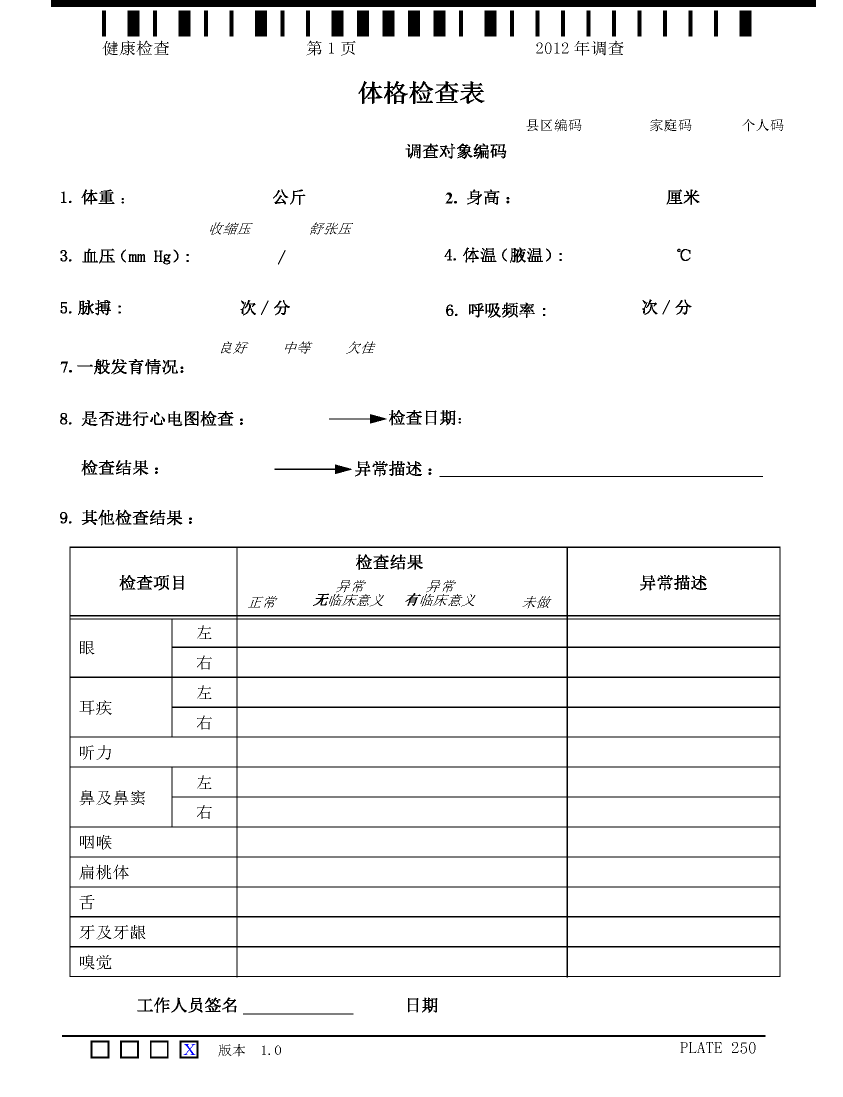 健康检查 第 1 页 2012 年调查
体格检查表
县区编码 家庭码 个人码
调查对象编码
1. 体重： 公斤 2. 身高： 厘米
收缩压 舒张压
3. 血压（mm Hg）： / 4. 体温（腋温）： ℃
5. 脉搏： 次 / 分 6. 呼吸频率： 次 / 分
良好 中等 欠佳
7. 一般发育情况：
8. 是否进行心电图检查： 检查日期：
检查结果： 异常描述：
9. 其他检查结果：
检查项目 检查结果 异常描述
异常 异常
正常 无临床意义 有临床意义 未做
眼 左
右
耳疾 左
右
听力
鼻及鼻窦 左
右
咽喉
扁桃体
舌
牙及牙龈
嗅觉
工作人员签名 日期
X 版本 1.0 PLATE 250